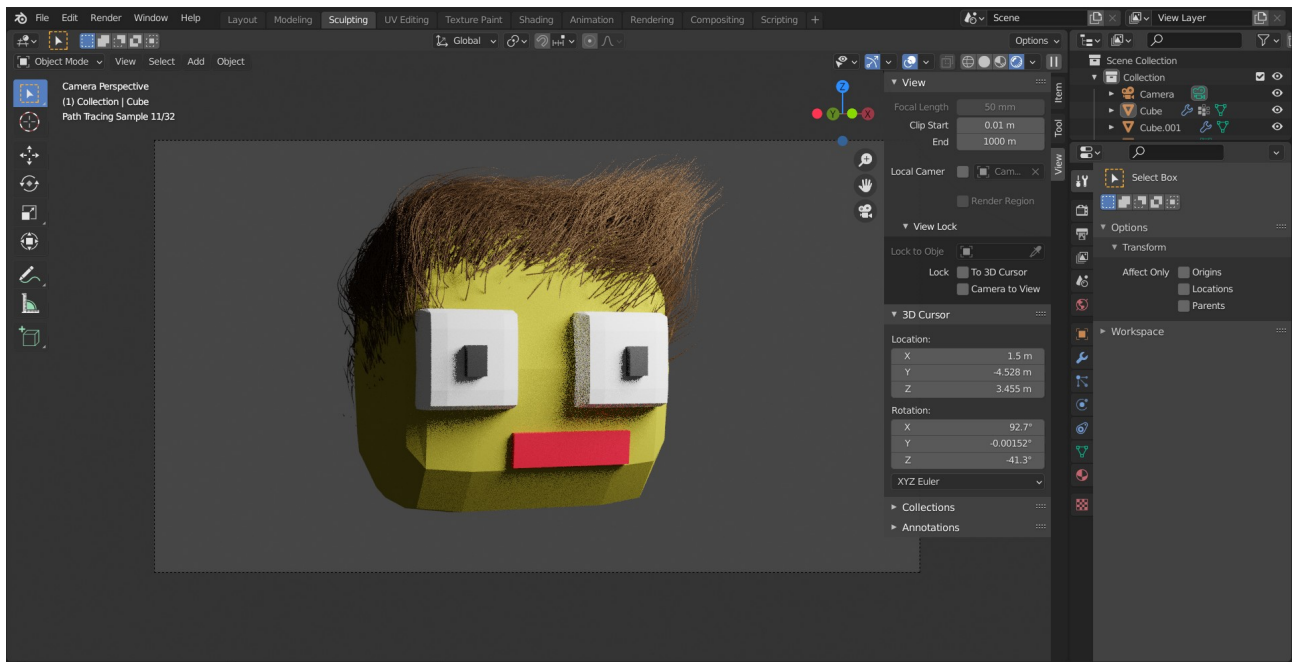 File Edit Render Window Help Layout Modeling Sculpting UV Editing Texture Paint Shading Animation Rendering Compositing Scripting + Scene View Layer
Global Options
Object Mode View Select Add Object
Camera Perspective
(1) Collection | Cube
Path Tracing Sample 11/32
Z
Y
X
View
Focal Length 50 mm
Clip Start 0.01 m
End 1000 m
Local Camer Cam...
Render Region
View Lock
Lock to Obje
Lock To 3D Cursor
Camera to View
3D Cursor
Location:
X 1.5 m
Y -4.528 m
Z 3.455 m
Rotation:
X 92.7°
Y -0.00152°
Z -41.3°
XYZ Euler
Collections
Annotations
Item
Tool
View
Scene Collection
Collection
Camera
Cube
Cube.001
Select Box
Options
Transform
Affect Only Origins
Locations
Parents
Workspace